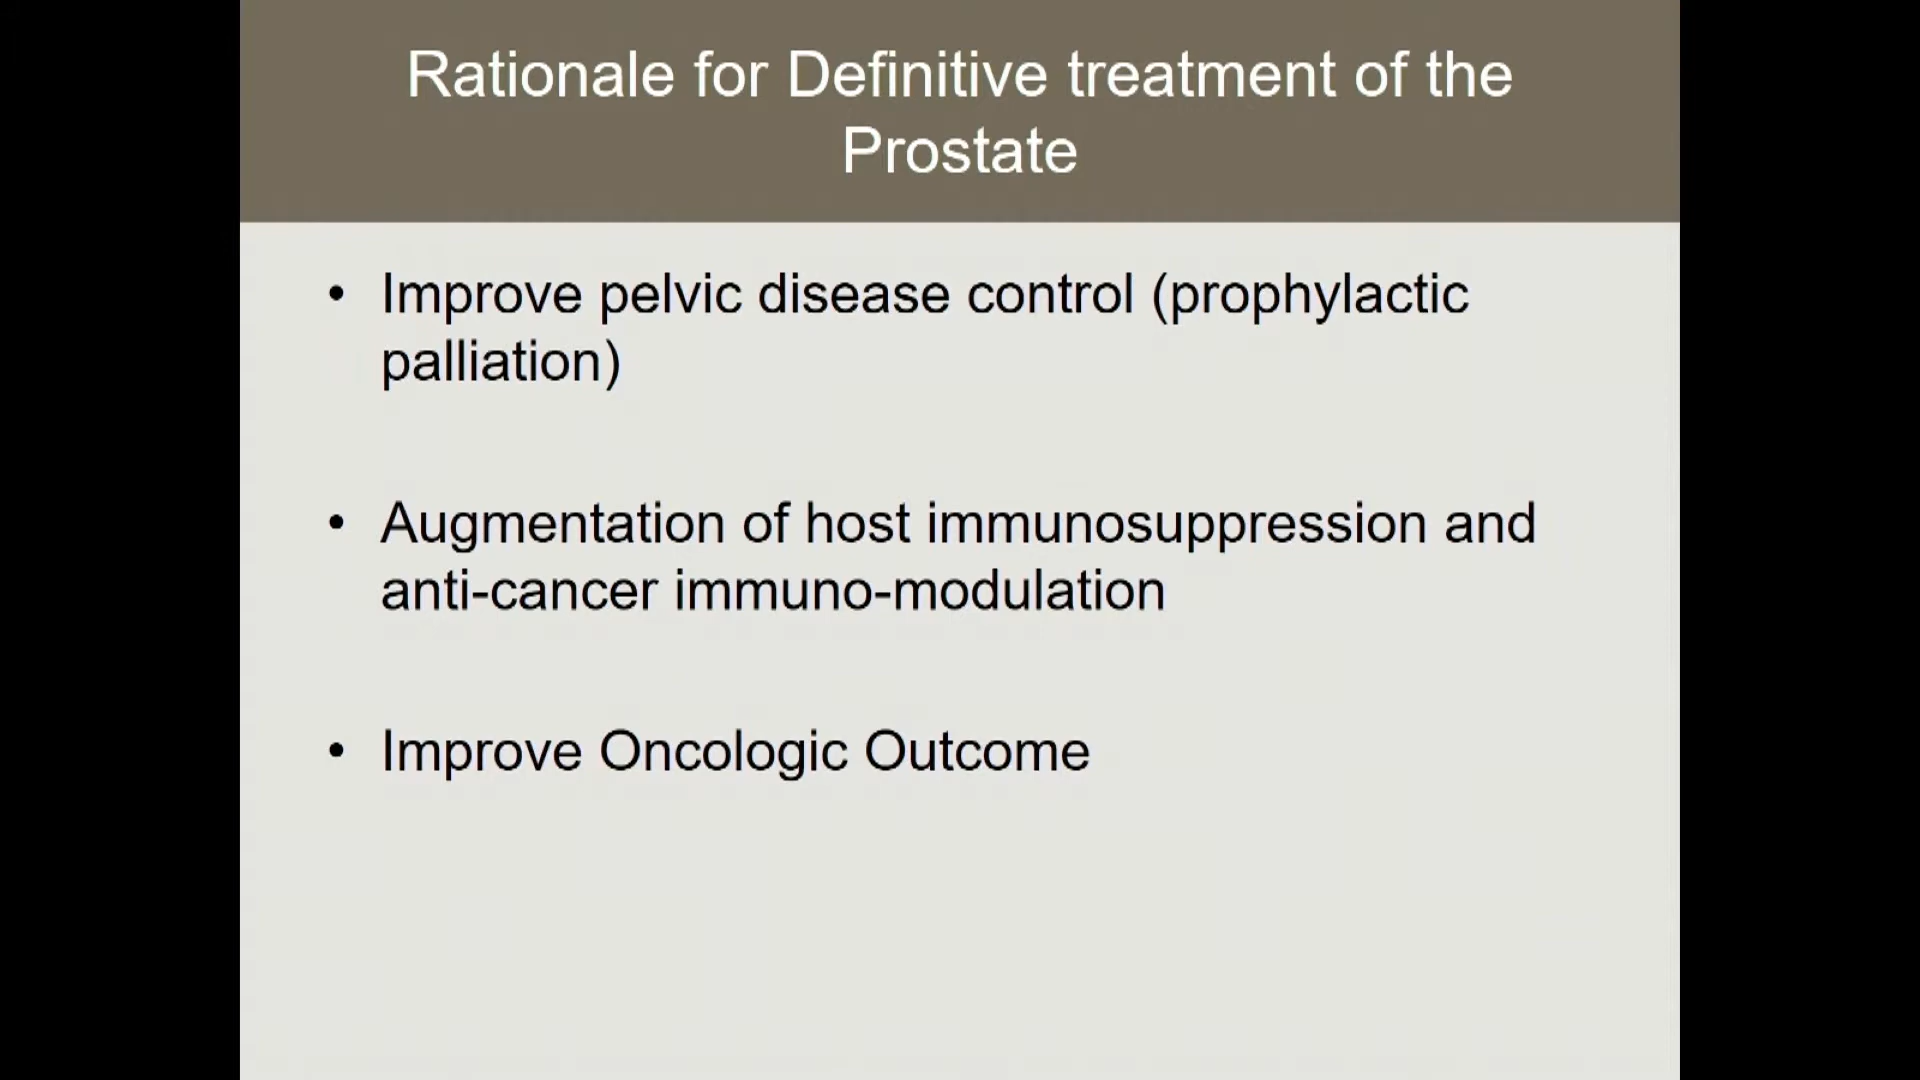 Rationale for Definitive treatment of the
Prostate
• Improve pelvic disease control (prophylactic
palliation)
• Augmentation of host immunosuppression and
anti-cancer immuno-modulation
• Improve Oncologic Outcome